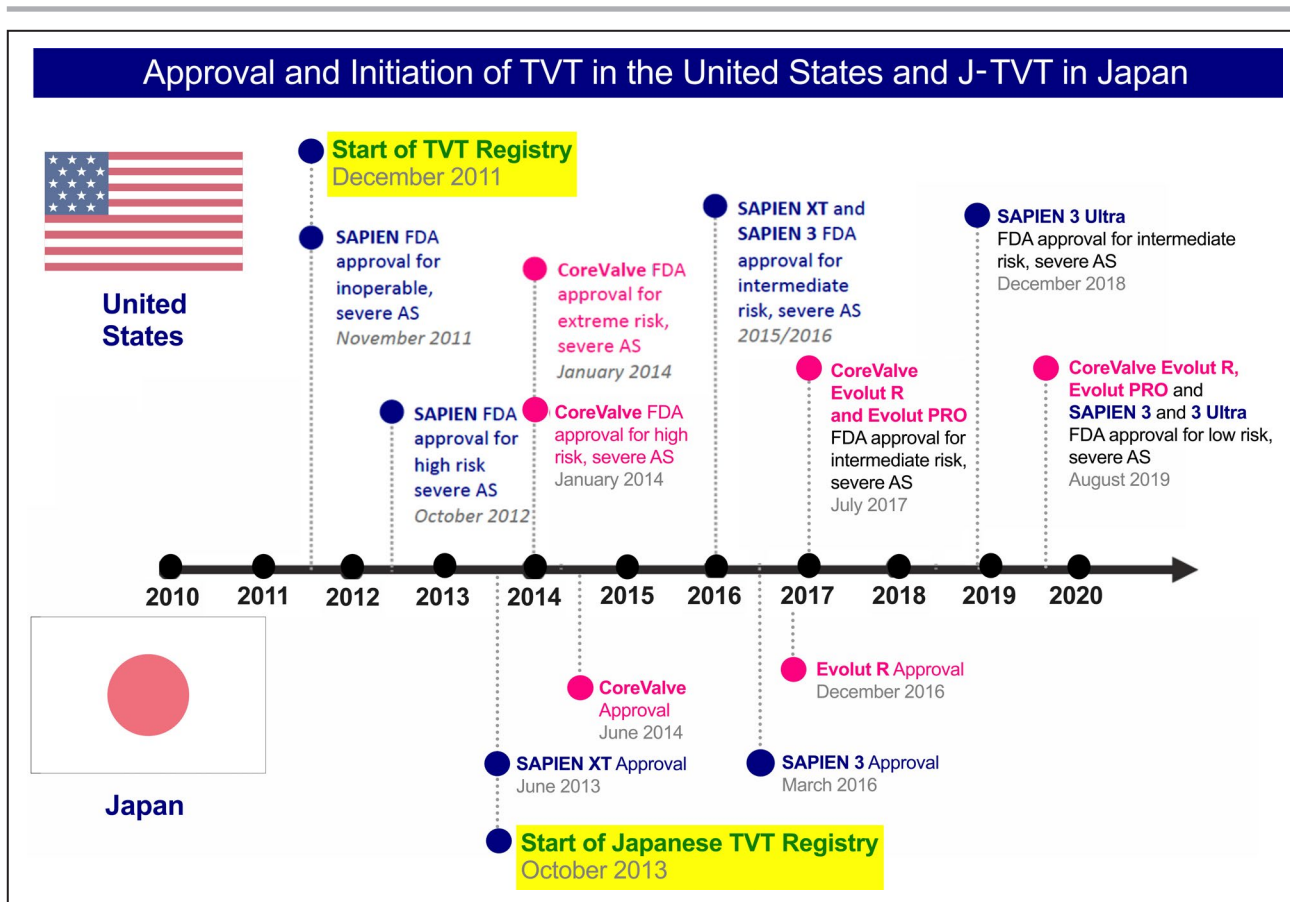 Approval and Initiation of TVT in the United States and J-TVT in Japan
United
States
Start of TVT Registry
December 2011
SAPIEN FDA
approval for
inoperable,
severe AS
November 2011
SAPIEN FDA
approval for
high risk
severe AS
October 2012
CoreValve FDA
approval for
extreme risk,
severe AS
January 2014
CoreValve FDA
approval for high
risk, severe AS
January 2014
SAPIEN XT and
SAPIEN 3 FDA
approval for
intermediate
risk, severe AS
2015/2016
CoreValve
Evolut R
and Evolut PRO
FDA approval for
intermediate risk,
severe AS
July 2017
SAPIEN 3 Ultra
FDA approval for intermediate
risk, severe AS
December 2018
CoreValve Evolut R,
Evolut PRO and
SAPIEN 3 and 3 Ultra
FDA approval for low risk,
severe AS
August 2019
2010 2011 2012 2013 2014 2015 2016 2017 2018 2019 2020
Japan
SAPIEN XT Approval
June 2013
Start of Japanese TVT Registry
October 2013
CoreValve
Approval
June 2014
SAPIEN 3 Approval
March 2016
Evolut R Approval
December 2016